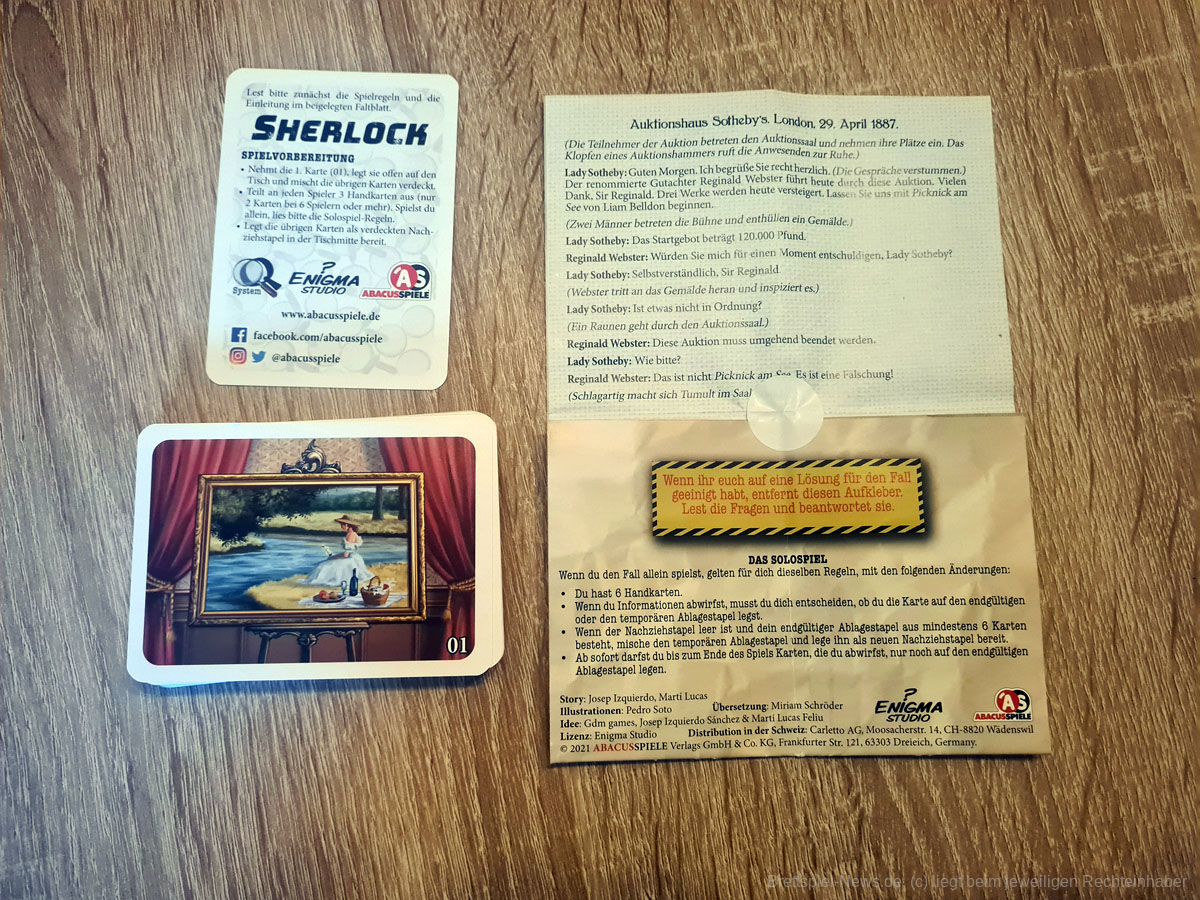 Lest bitte zunächst die Spielregeln und die
Einleitung im beigelegten Faltblatt.
SHERLOCK
SPIELVORBEREITUNG
• Nehmt die 1. Karte (01), legt sie offen auf den
Tisch und mischt die übrigen Karten verdeckt.
• Teilt an jeden Spieler 3 Handkarten aus (nur
2 Karten bei 6 Spielern oder mehr). Spielst du
allein, lies bitte die Solospiel-Regeln.
• Legt die übrigen Karten als verdeckten Nach-
ziehstapel in der Tischmitte bereit.
System
?
ENIGMA
STUDIO
AS
ABACUSSPIELE
www.abacusspiele.de
facebook.com/abacusspiele
@abacusspiele
01
Auktionshaus Sotheby's. London. 29. April 1887.
(Die Teilnehmer der Auktion betreten den Auktionssaal und nehmen ihre Plätze ein. Das
Klopfen eines Auktionshammers ruft die Anwesenden zur Ruhe.)
Lady Sotheby: Guten Morgen. Ich begrüße Sie recht herzlich. (Die Gespräche verstummen.)
Der renommierte Gutachter Reginald Webster führt heute durch diese Auktion. Vielen
Dank, Sir Reginald. Drei Werke werden heute versteigert. Lassen Sie uns mit Picknick am
See von Liam Belldon beginnen.
(Zwei Männer betreten die Bühne und enthüllen ein Gemälde.)
Lady Sotheby: Das Startgebot beträgt 120.000 Pfund.
Reginald Webster: Würden Sie mich für einen Moment entschuldigen, Lady Sotheby?
Lady Sotheby: Selbstverständlich, Sir Reginald.
(Webster tritt an das Gemälde heran und inspiziert es.)
Lady Sotheby: Ist etwas nicht in Ordnung?
(Ein Raunen geht durch den Auktionssaal.)
Reginald Webster: Diese Auktion muss umgehend beendet werden.
Lady Sotheby: Wie bitte?
Reginald Webster: Das ist nicht Picknick am See. Es ist eine Fälschung!
(Schlagartig macht sich Tumult im Saal
Wenn ihr euch auf eine Lösung für den Fall
geeinigt habt, entfernt diesen Aufkleber.
Lest die Fragen und beantwortet sie.
DAS SOLOSPIEL
Wenn du den Fall allein spielst, gelten für dich dieselben Regeln, mit den folgenden Änderungen:
• Du hast 6 Handkarten.
• Wenn du Informationen abwirfst, musst du dich entscheiden, ob du die Karte auf den endgültigen
oder den temporären Ablagestapel legst.
• Wenn der Nachziehstapel leer ist und dein endgültiger Ablagestapel aus mindestens 6 Karten
besteht, mische den temporären Ablagestapel und lege ihn als neuen Nachziehstapel bereit.
• Ab sofort darfst du bis zum Ende des Spiels Karten, die du abwirfst, nur noch auf den endgültigen
Ablagestapel legen.
Story: Josep Izquierdo, Marti Lucas
Illustrationen: Pedro Soto Übersetzung: Miriam Schröder
Idee: Gdm games, Josep Izquierdo Sánchez & Marti Lucas Feliu
Lizenz: Enigma Studio Distribution in der Schweiz: Carletto AG, Moosacherstr. 14, CH-8820 Wädenswil
© 2021 ABACUSSPIELE Verlags GmbH & Co. KG, Frankfurter Str. 121, 63303 Dreieich, Germany.
?
ENIGMA
STUDIO
AS
ABACUSSPIELE
Brettspiel-News.de, (c) liegt beim jeweiligen Rechteinhaber